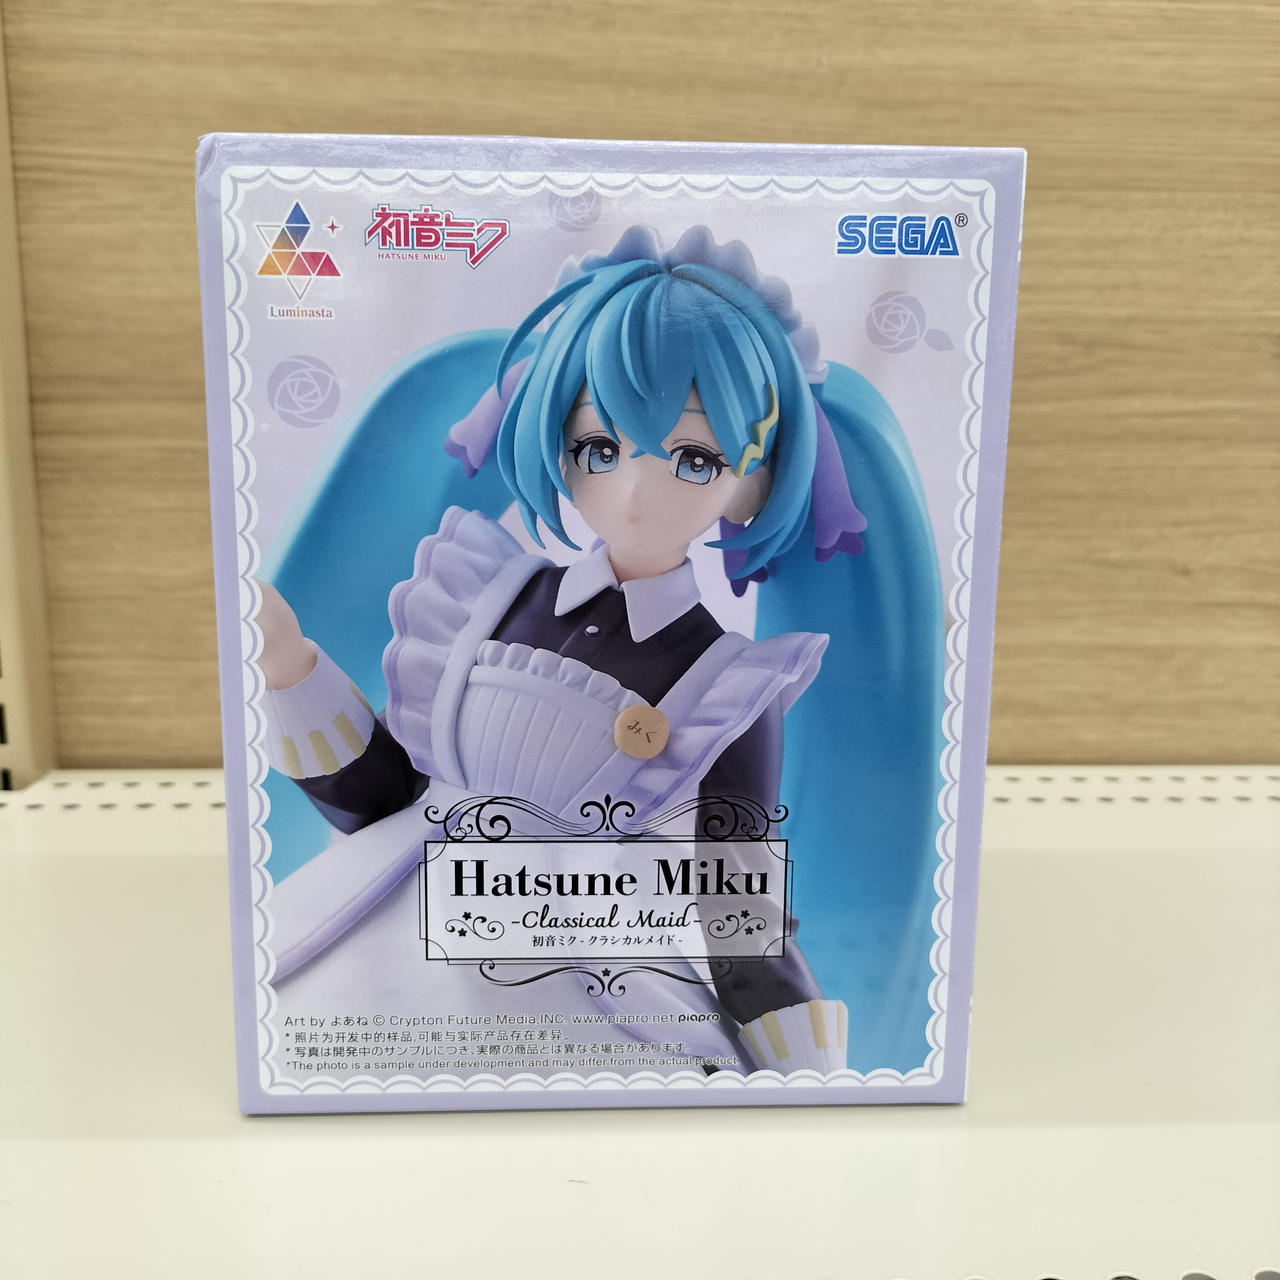 Luminasta
初音ミク
HATSUNE MIKU
SEGA®
みく
Hatsune Miku
-Classical Maid-
初音ミク-クラシカルメイド-
Art by よあね © Crypton Future Media,INC. www.piapro.net piapro
* 照片为开发中的样品,可能与实际产品存在差异。
* 写真は開発中のサンプルにつき、実際の商品とは異なる場合があります。
*The photo is a sample under development and may differ from the actual product.